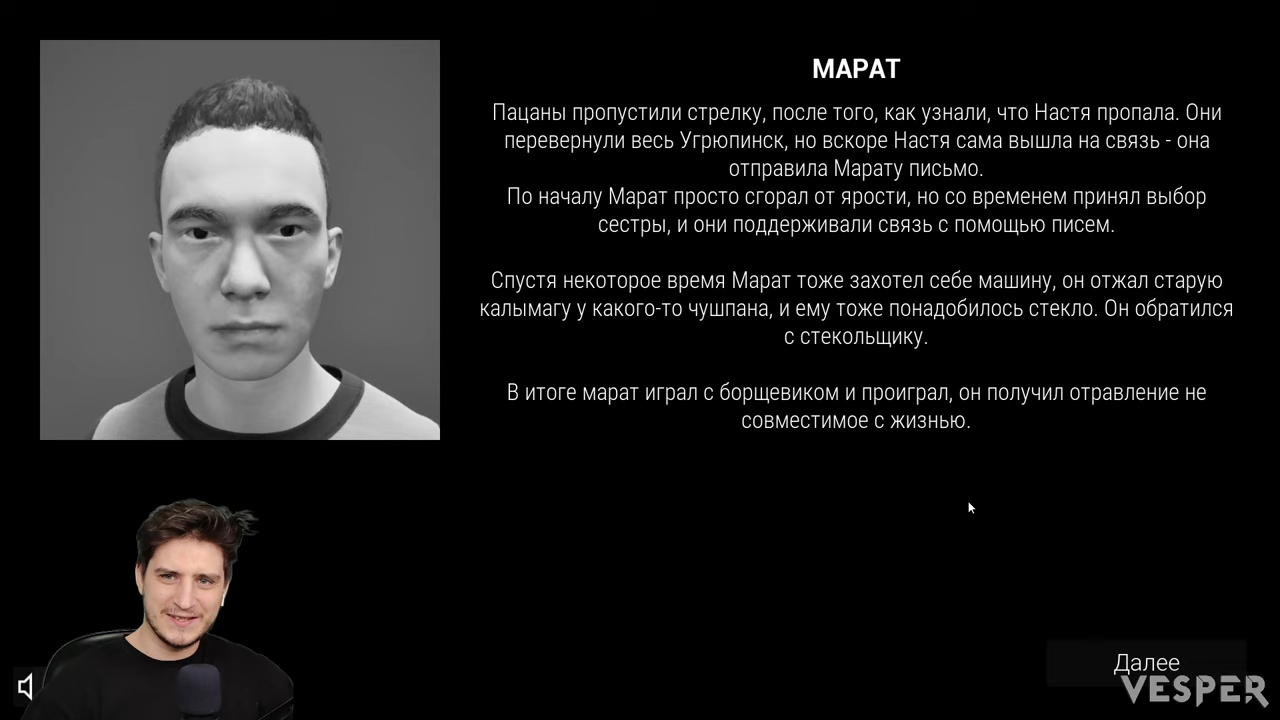 МАРАТ
Пацаны пропустили стрелку, после того, как узнали, что Настя пропала. Они
перевернули весь Угрюпинск, но вскоре Настя сама вышла на связь - она
отправила Марату письмо.
По началу Марат просто сгорал от ярости, но со временем принял выбор
сестры, и они поддерживали связь с помощью писем.
Спустя некоторое время Марат тоже захотел себе машину, он отжал старую
калымагу у какого-то чушпана, и ему тоже понадобилось стекло. Он обратился
с стекольщику.
В итоге марат играл с борщевиком и проиграл, он получил отравление не
совместимое с жизнью.
Далее
VESPER